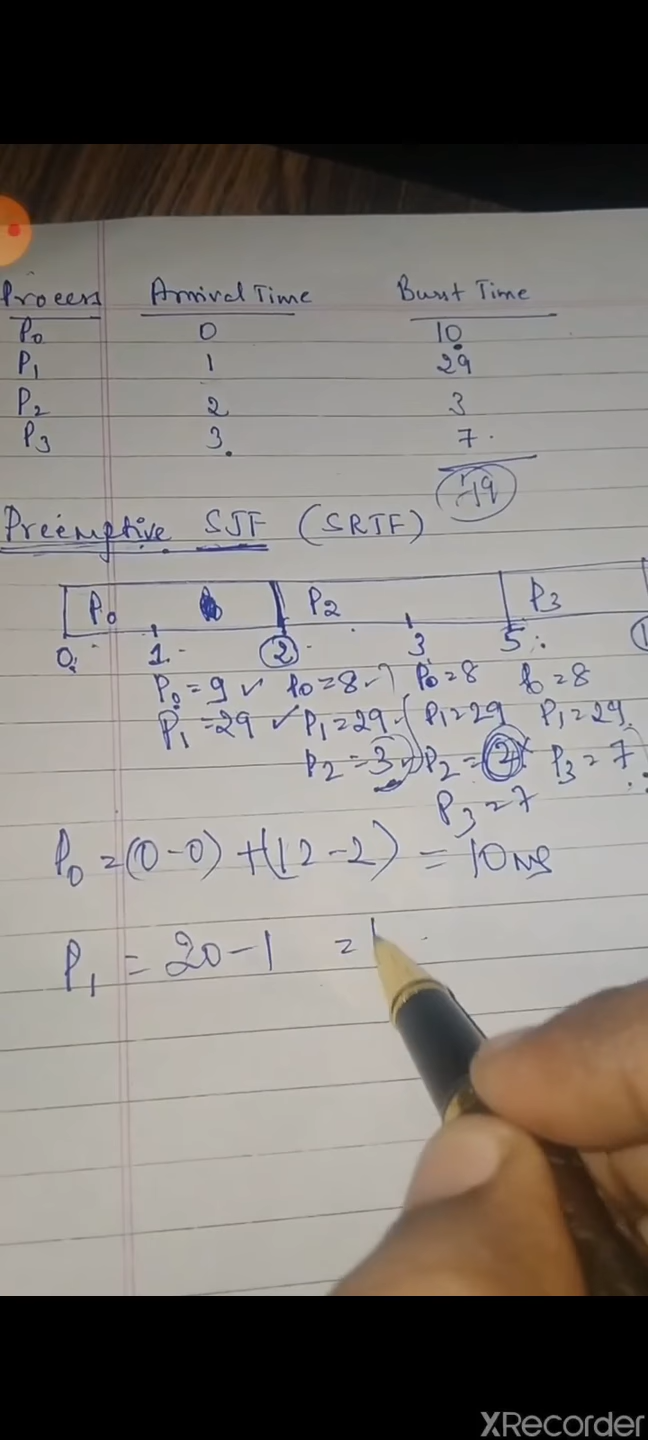 Process Arrival Time Burst Time
P0 0 10
P1 1 29
P2 2 3
P3 3. 7.
49
Preemptive SJF (SRTF)
P0 P2 P3
0 1 2 3 5 1
P0=9 ✓ P0=8 P0=8 P0=8
P1=29 ✓ P1=29 P1=29 P1=29
P2=3 P2=2 P3=7
P3=7
P0=(0-0)+(12-2)=10ms
P1=20-1 =1
XRecorder